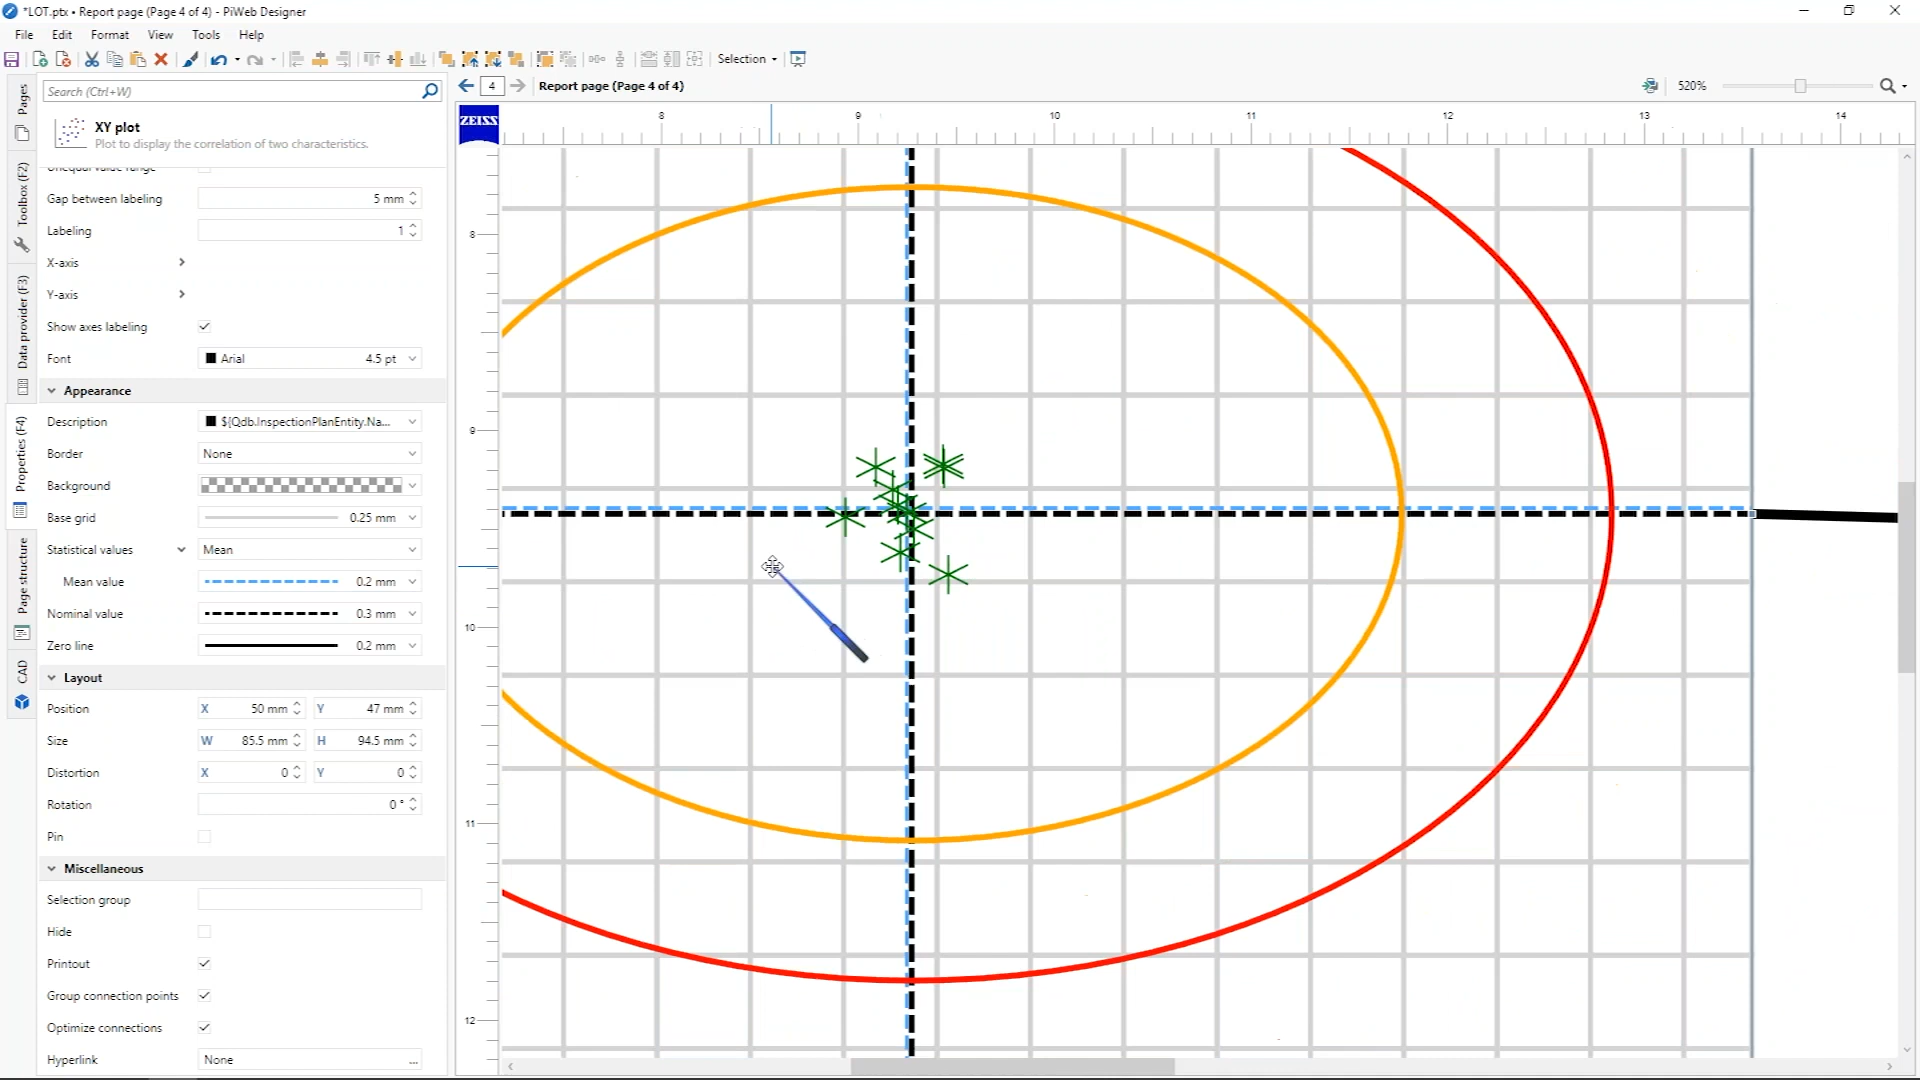 *LOT.ptx • Report page (Page 4 of 4) - PiWeb Designer
File Edit Format View Tools Help
Selection
Search (Ctrl+W)
4 Report page (Page 4 of 4)
520%
ZEISS
8 9 10 11 12 13 14
XY plot
Plot to display the correlation of two characteristics.
Unequal value range
Gap between labeling 5 mm
Labeling 1
X-axis
Y-axis
Show axes labeling
Font Arial 4.5 pt
Appearance
Description ${Qdb.InspectionPlanEntity.Na...
Border None
Background
Base grid 0.25 mm
Statistical values Mean
Mean value 0.2 mm
Nominal value 0.3 mm
Zero line 0.2 mm
Layout
Position X 50 mm Y 47 mm
Size W 85.5 mm H 94.5 mm
Distortion X 0 Y 0
Rotation 0 °
Pin
Miscellaneous
Selection group
Hide
Printout
Group connection points
Optimize connections
Hyperlink None ...
Pages
Toolbox (F2)
Data provider (F3)
Properties (F4)
Page structure
CAD
8
9
10
11
12